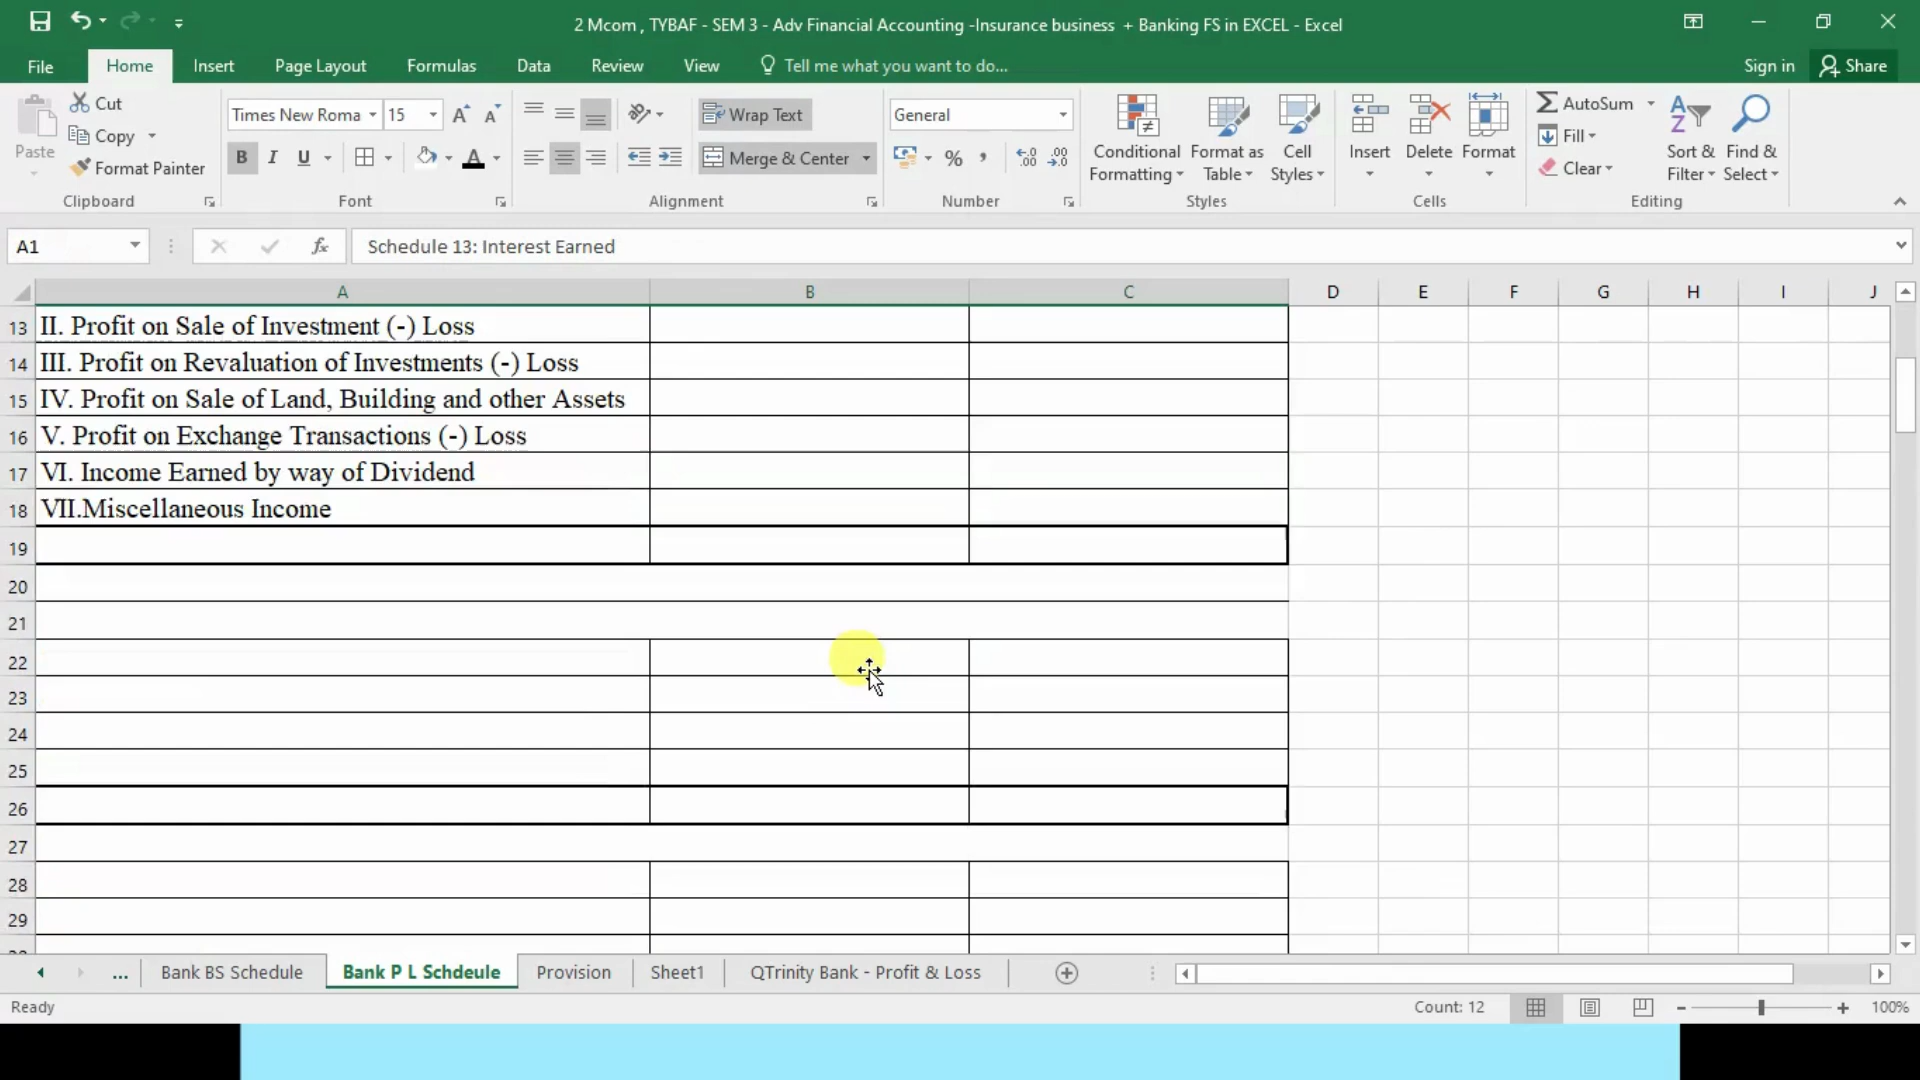 2 Mcom , TYBAF - SEM 3 - Adv Financial Accounting -Insurance business + Banking FS in EXCEL - Excel
File Home Insert Page Layout Formulas Data Review View Tell me what you want to do... Sign in Share
Paste
Cut
Copy
Format Painter
Clipboard
Times New Roma 15
B I U A
Font
Wrap Text
Merge & Center
Alignment
General
% , .00 .0 .0 .00
Number
Conditional Formatting
Format as Table
Cell Styles
Styles
Insert Delete Format
Cells
AutoSum
Fill
Clear
Sort & Filter
Find & Select
Editing
A1 fx Schedule 13: Interest Earned
A B C D E F G H I J
13 II. Profit on Sale of Investment (-) Loss
14 III. Profit on Revaluation of Investments (-) Loss
15 IV. Profit on Sale of Land, Building and other Assets
16 V. Profit on Exchange Transactions (-) Loss
17 VI. Income Earned by way of Dividend
18 VII.Miscellaneous Income
19
20
21
22
23
24
25
26
27
28
29
... Bank BS Schedule Bank P L Schdeule Provision Sheet1 QTrinity Bank - Profit & Loss
Ready Count: 12 100%